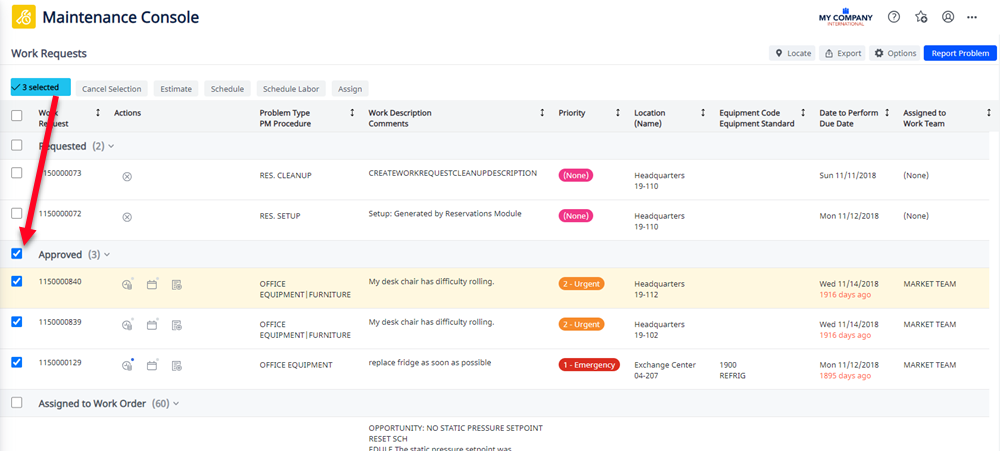 Maintenance Console
MY COMPANY
INTERNATIONAL
Work Requests
Locate
Export
Options
Report Problem
3 selected
Cancel Selection
Estimate
Schedule
Schedule Labor
Assign
Work
Request
Actions
Problem Type
PM Procedure
Work Description
Comments
Priority
Location
(Name)
Equipment Code
Equipment Standard
Date to Perform
Due Date
Assigned to
Work Team
Requested (2)
1150000073
RES. CLEANUP
CREATEWORKREQUESTCLEANUPDESCRIPTION
(None)
Headquarters
19-110
Sun 11/11/2018
(None)
1150000072
RES. SETUP
Setup: Generated by Reservations Module
(None)
Headquarters
19-110
Mon 11/12/2018
(None)
Approved (3)
1150000840
OFFICE
EQUIPMENT|FURNITURE
My desk chair has difficulty rolling.
2 - Urgent
Headquarters
19-112
Wed 11/14/2018
1916 days ago
MARKET TEAM
1150000839
OFFICE
EQUIPMENT|FURNITURE
My desk chair has difficulty rolling.
2 - Urgent
Headquarters
19-102
Wed 11/14/2018
1916 days ago
MARKET TEAM
1150000129
OFFICE EQUIPMENT
replace fridge as soon as possible
1 - Emergency
Exchange Center
04-207
1900
REFRIG
Mon 11/12/2018
1895 days ago
MARKET TEAM
Assigned to Work Order (60)
OPPORTUNITY: NO STATIC PRESSURE SETPOINT
RESET SCH
EDULE The static pressure setpoint was